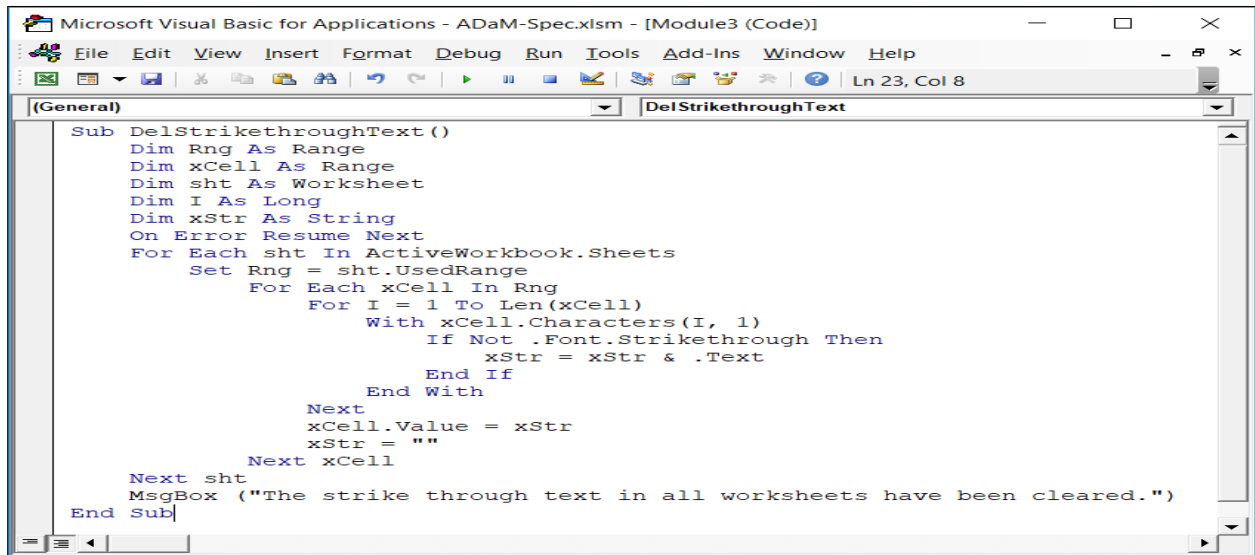 Microsoft Visual Basic for Applications - ADaM-Spec.xlsm - [Module3 (Code)]
File Edit View Insert Format Debug Run Tools Add-Ins Window Help
Ln 23, Col 8
(General) DelStrikethroughText
Sub DelStrikethroughText()
Dim Rng As Range
Dim xCell As Range
Dim sht As Worksheet
Dim I As Long
Dim xStr As String
On Error Resume Next
For Each sht In ActiveWorkbook.Sheets
Set Rng = sht.UsedRange
For Each xCell In Rng
For I = 1 To Len(xCell)
With xCell.Characters(I, 1)
If Not .Font.Strikethrough Then
xStr = xStr & .Text
End If
End With
Next
xCell.Value = xStr
xStr = ""
Next xCell
Next sht
MsgBox ("The strike through text in all worksheets have been cleared.")
End Sub